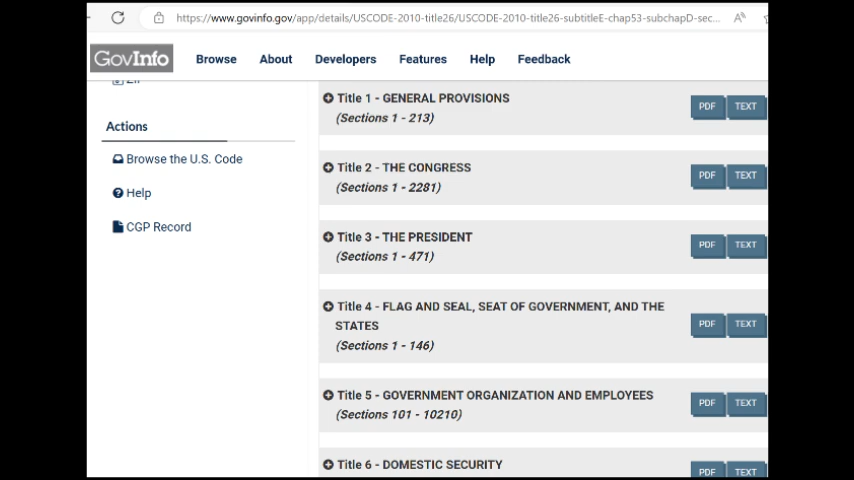 https://www.govinfo.gov/app/details/USCODE-2010-title26/USCODE-2010-title26-subtitleE-chap53-subchapD-sec...
GovInfo
Browse
About
Developers
Features
Help
Feedback
Title 1 - GENERAL PROVISIONS
(Sections 1 - 213)
PDF
TEXT
Actions
Browse the U.S. Code
Help
CGP Record
Title 2 - THE CONGRESS
(Sections 1 - 2281)
PDF
TEXT
Title 3 - THE PRESIDENT
(Sections 1 - 471)
PDF
TEXT
Title 4 - FLAG AND SEAL, SEAT OF GOVERNMENT, AND THE
STATES
(Sections 1 - 146)
PDF
TEXT
Title 5 - GOVERNMENT ORGANIZATION AND EMPLOYEES
(Sections 101 - 10210)
PDF
TEXT
Title 6 - DOMESTIC SECURITY
PDF
TEXT